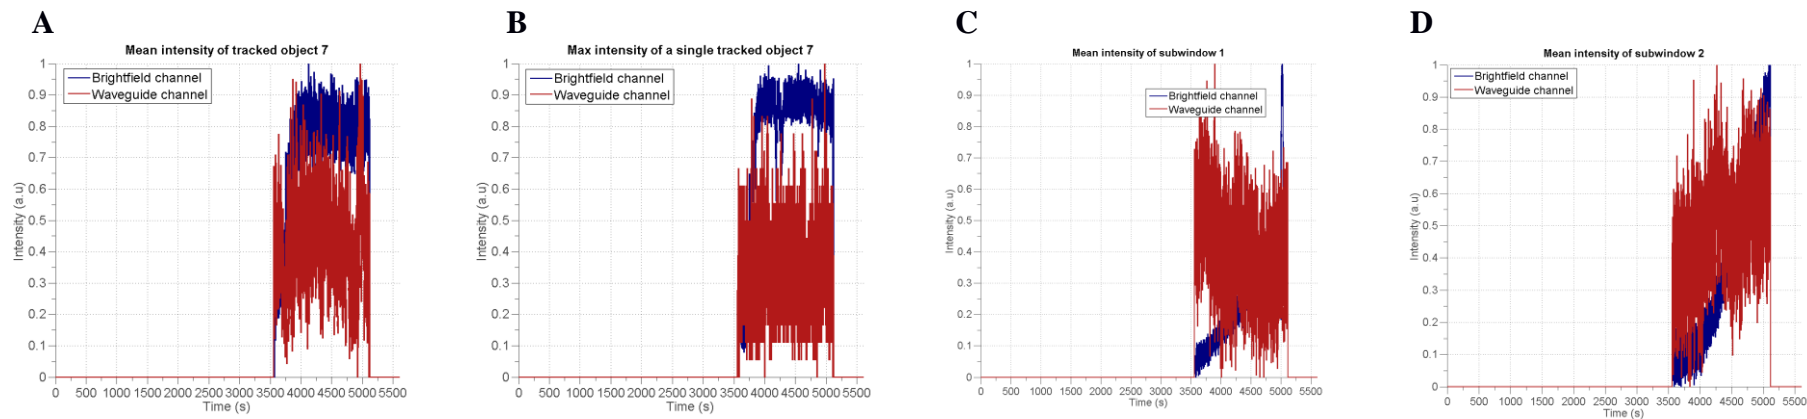 A
Mean intensity of tracked object 7
Brightfield channel
Waveguide channel
Intensity (a.u)
1
0.9
0.8
0.7
0.6
0.5
0.4
0.3
0.2
0.1
0
0 500 1000 1500 2000 2500 3000 3500 4000 4500 5000 5500
Time (s)
B
Max intensity of a single tracked object 7
Brightfield channel
Waveguide channel
Intensity (a.u)
1
0.9
0.8
0.7
0.6
0.5
0.4
0.3
0.2
0.1
0
0 500 1000 1500 2000 2500 3000 3500 4000 4500 5000 5500
Time (s)
C
Mean intensity of subwindow 1
Brightfield channel
Waveguide channel
Intensity (a.u)
1
0.9
0.8
0.7
0.6
0.5
0.4
0.3
0.2
0.1
0
0 500 1000 1500 2000 2500 3000 3500 4000 4500 5000 5500
Time (s)
D
Mean intensity of subwindow 2
Brightfield channel
Waveguide channel
Intensity (a.u)
1
0.9
0.8
0.7
0.6
0.5
0.4
0.3
0.2
0.1
0
0 500 1000 1500 2000 2500 3000 3500 4000 4500 5000 5500
Time (s)